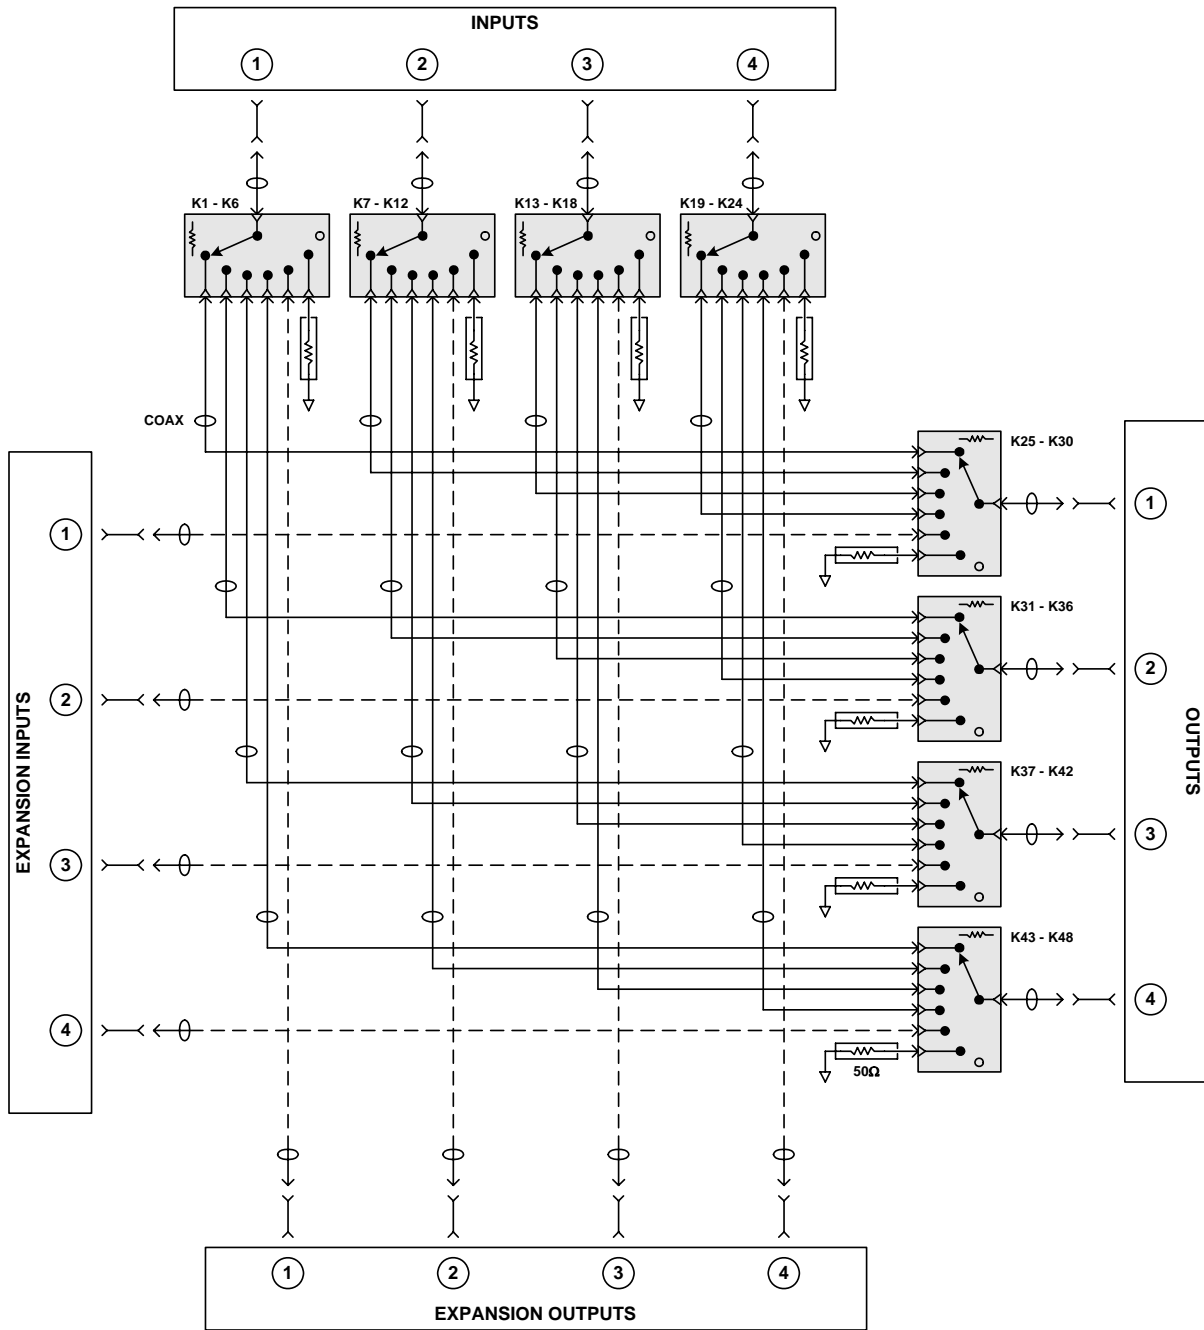 INPUTS
1 2 3 4
K1 - K6 K7 - K12 K13 - K18 K19 - K24
COAX
K25 - K30
1 1
K31 - K36
2 2
EXPANSION INPUTS
OUTPUTS
K37 - K42
3 3
K43 - K48
4 4
50Ω
1 2 3 4
EXPANSION OUTPUTS